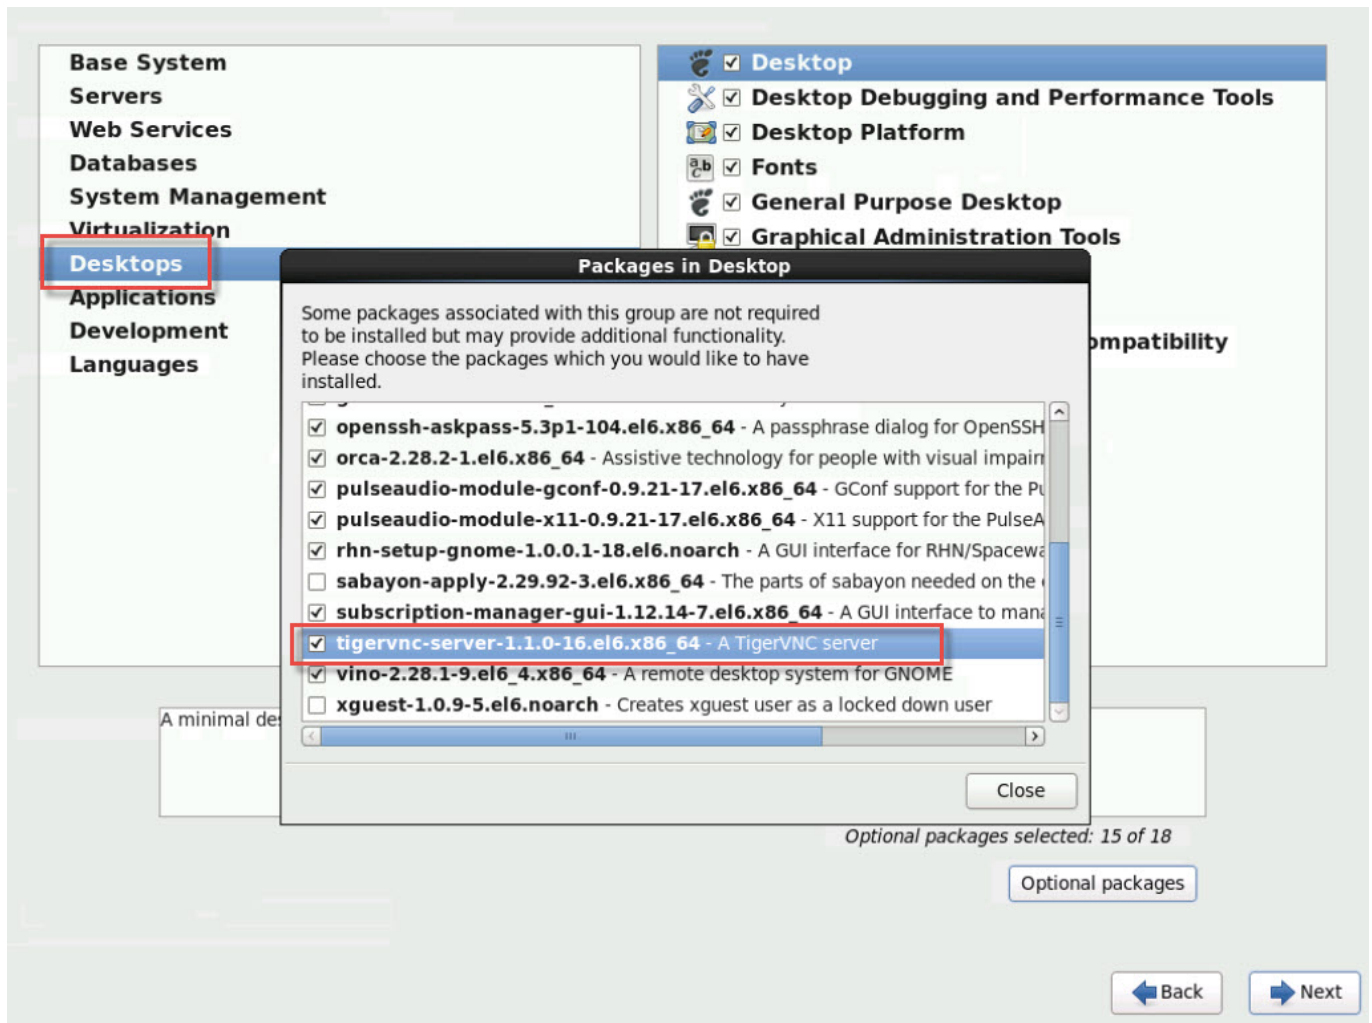 Base System
Servers
Web Services
Databases
System Management
Virtualization
Desktops
Applications
Development
Languages
Desktop
Desktop Debugging and Performance Tools
Desktop Platform
Fonts
General Purpose Desktop
Graphical Administration Tools
ompatibility
Packages in Desktop
Some packages associated with this group are not required
to be installed but may provide additional functionality.
Please choose the packages which you would like to have
installed.
openssh-askpass-5.3p1-104.el6.x86_64 - A passphrase dialog for OpenSSH
orca-2.28.2-1.el6.x86_64 - Assistive technology for people with visual impair
pulseaudio-module-gconf-0.9.21-17.el6.x86_64 - GConf support for the Pu
pulseaudio-module-x11-0.9.21-17.el6.x86_64 - X11 support for the PulseA
rhn-setup-gnome-1.0.0.1-18.el6.noarch - A GUI interface for RHN/Spacewa
sabayon-apply-2.29.92-3.el6.x86_64 - The parts of sabayon needed on the
subscription-manager-gui-1.12.14-7.el6.x86_64 - A GUI interface to mana
tigervnc-server-1.1.0-16.el6.x86_64 - A TigerVNC server
vino-2.28.1-9.el6_4.x86_64 - A remote desktop system for GNOME
xguest-1.0.9-5.el6.noarch - Creates xguest user as a locked down user
Close
A minimal des
Optional packages selected: 15 of 18
Optional packages
Back
Next